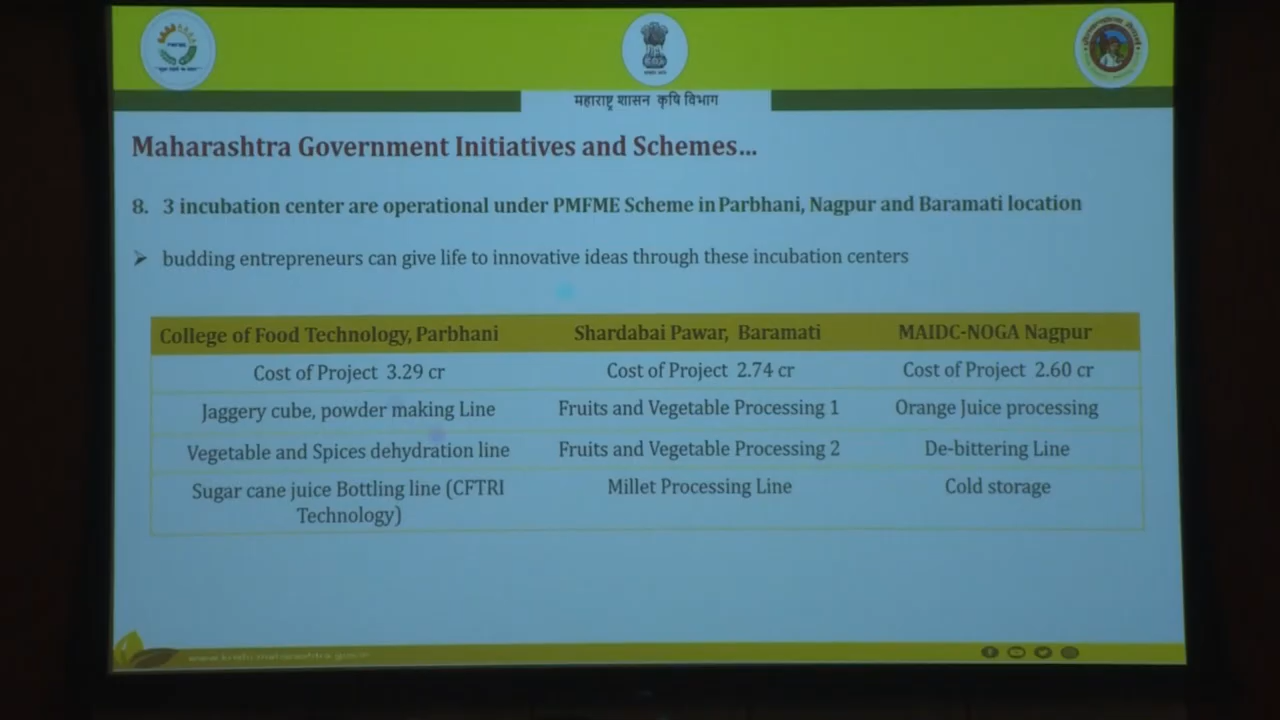 PMFME
महाराष्ट्र शासन कृषि विभाग
Maharashtra Government Initiatives and Schemes...
8. 3 incubation center are operational under PMFME Scheme in Parbhani, Nagpur and Baramati location
➢ budding entrepreneurs can give life to innovative ideas through these incubation centers
College of Food Technology, Parbhani Shardabai Pawar, Baramati MAIDC-NOGA Nagpur
Cost of Project 3.29 cr Cost of Project 2.74 cr Cost of Project 2.60 cr
Jaggery cube, powder making Line Fruits and Vegetable Processing 1 Orange Juice processing
Vegetable and Spices dehydration line Fruits and Vegetable Processing 2 De-bittering Line
Sugar cane juice Bottling line (CFTRI Millet Processing Line Cold storage
Technology)